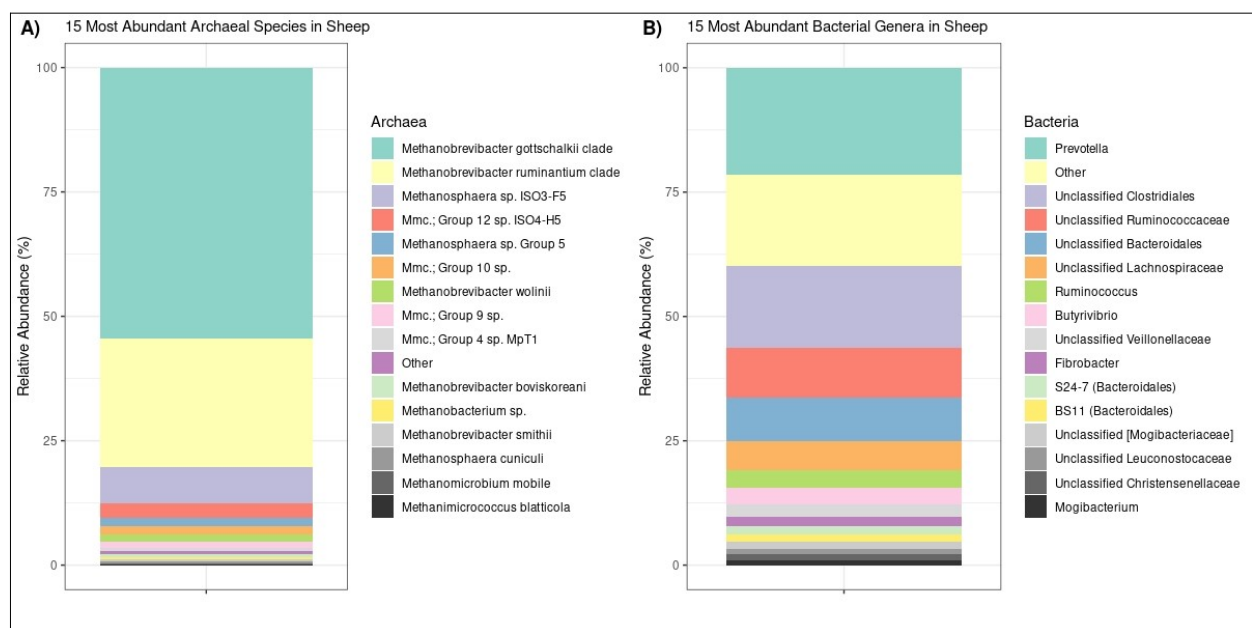 A)
15 Most Abundant Archaeal Species in Sheep
100
75
50
25
0
Relative Abundance (%)
Archaea
Methanobrevibacter gottschalkii clade
Methanobrevibacter ruminantium clade
Methanosphaera sp. ISO3-F5
Mmc.; Group 12 sp. ISO4-H5
Methanosphaera sp. Group 5
Mmc.; Group 10 sp.
Methanobrevibacter wolinii
Mmc.; Group 9 sp.
Mmc.; Group 4 sp. MpT1
Other
Methanobrevibacter boviskoreani
Methanobacterium sp.
Methanobrevibacter smithii
Methanosphaera cuniculi
Methanomicrobium mobile
Methanimicrococcus blatticola
B)
15 Most Abundant Bacterial Genera in Sheep
100
75
50
25
0
Relative Abundance (%)
Bacteria
Prevotella
Other
Unclassified Clostridiales
Unclassified Ruminococcaceae
Unclassified Bacteroidales
Unclassified Lachnospiraceae
Ruminococcus
Butyrivibrio
Unclassified Veillonellaceae
Fibrobacter
S24-7 (Bacteroidales)
BS11 (Bacteroidales)
Unclassified [Mogibacteriaceae]
Unclassified Leuconostocaceae
Unclassified Christensenellaceae
Mogibacterium